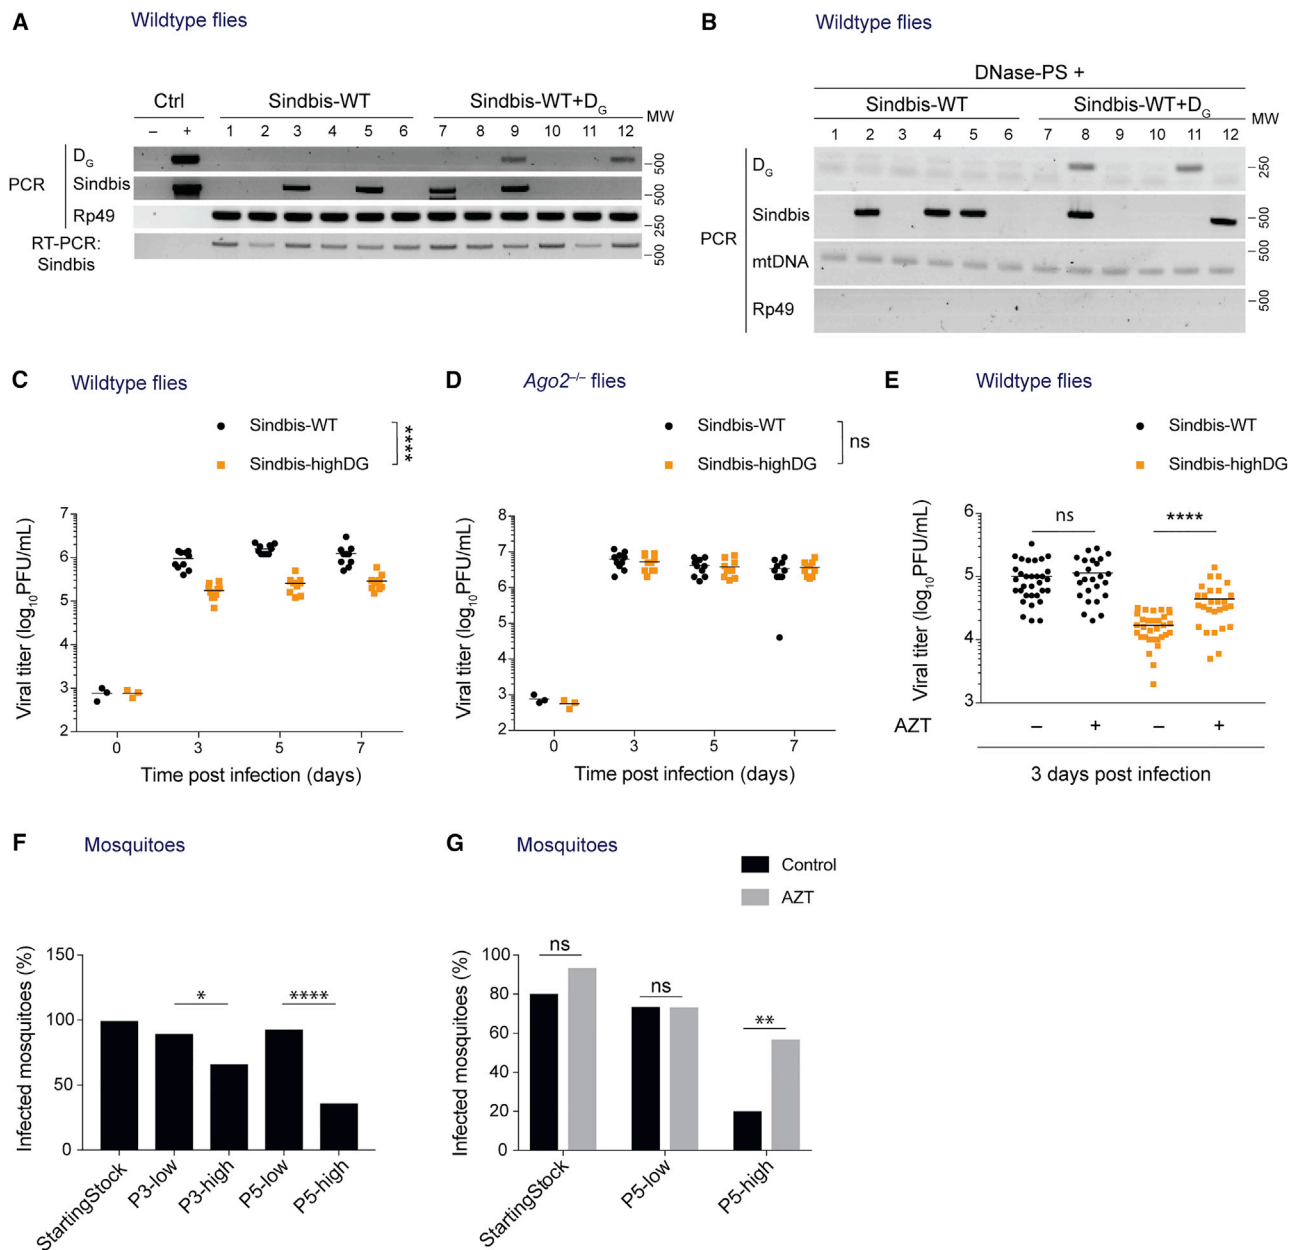 A Wildtype flies
Ctrl Sindbis-WT Sindbis-WT+DG MW
– + 1 2 3 4 5 6 7 8 9 10 11 12
PCR
DG 500
Sindbis 500
Rp49 250
RT-PCR:
Sindbis 500
B Wildtype flies
DNase-PS +
Sindbis-WT Sindbis-WT+DG MW
1 2 3 4 5 6 7 8 9 10 11 12
PCR
DG 250
Sindbis 500
mtDNA 500
Rp49 500
C Wildtype flies
Sindbis-WT
Sindbis-highDG
****
Viral titer (log10PFU/mL)
7
6
5
4
3
2
0 3 5 7
Time post infection (days)
D Ago2–/– flies
Sindbis-WT
Sindbis-highDG
ns
Viral titer (log10PFU/mL)
8
7
6
5
4
3
2
0 3 5 7
Time post infection (days)
E Wildtype flies
Sindbis-WT
Sindbis-highDG
Viral titer (log10PFU/mL)
6
5
4
3
ns ****
AZT – + – +
3 days post infection
F Mosquitoes
Infected mosquitoes (%)
150
100
50
0
* ****
StartingStock P3-low P3-high P5-low P5-high
G Mosquitoes
Control
AZT
Infected mosquitoes (%)
100
80
60
40
20
0
ns ns **
StartingStock P5-low P5-high